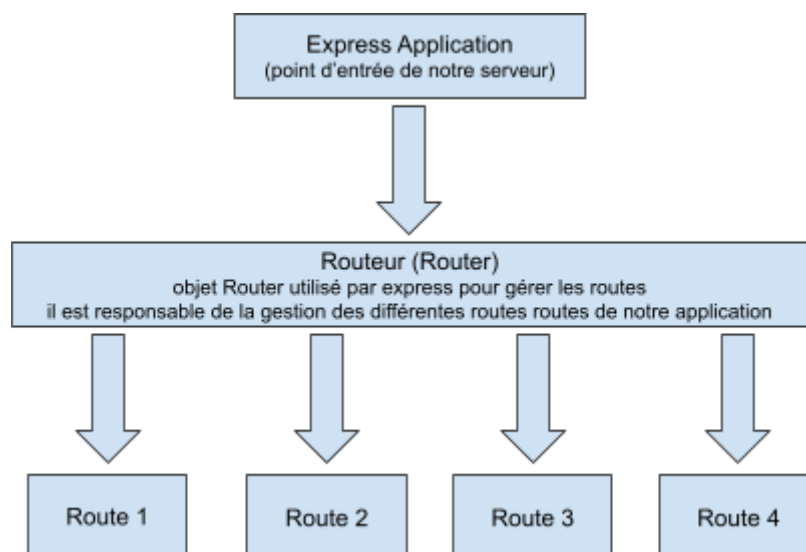 Express Application
(point d'entrée de notre serveur)
Routeur (Router)
objet Router utilisé par express pour gérer les routes
il est responsable de la gestion des différentes routes routes de notre application
Route 1
Route 2
Route 3
Route 4